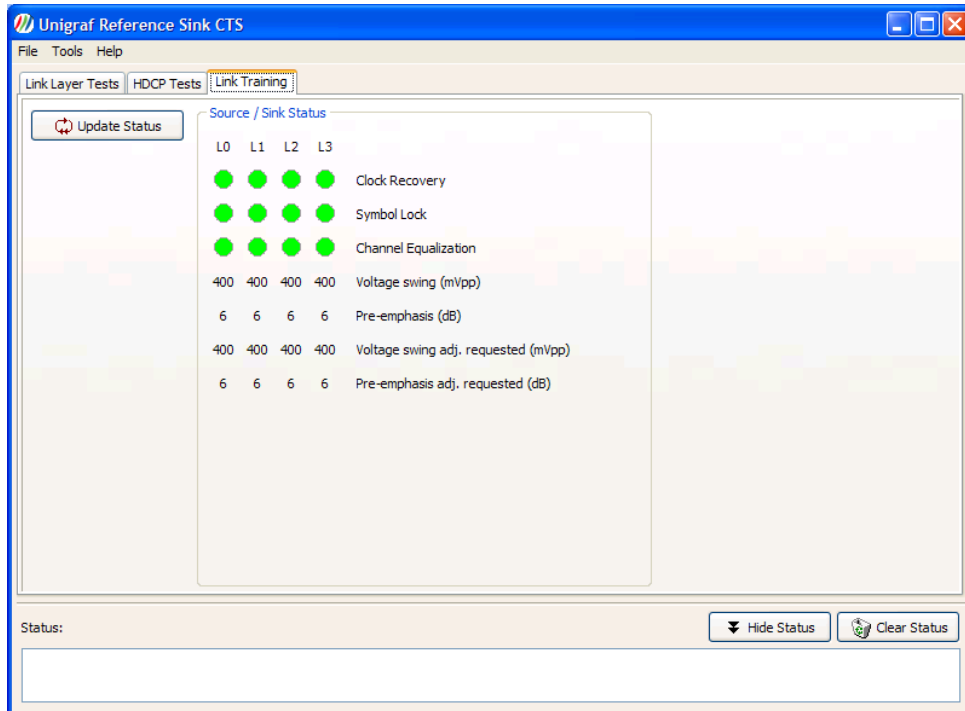 Unigraf Reference Sink CTS
File Tools Help
Link Layer Tests HDCP Tests Link Training
Update Status
Source / Sink Status
L0 L1 L2 L3
Clock Recovery
Symbol Lock
Channel Equalization
400 400 400 400 Voltage swing (mVpp)
6 6 6 6 Pre-emphasis (dB)
400 400 400 400 Voltage swing adj. requested (mVpp)
6 6 6 6 Pre-emphasis adj. requested (dB)
Status:
Hide Status
Clear Status